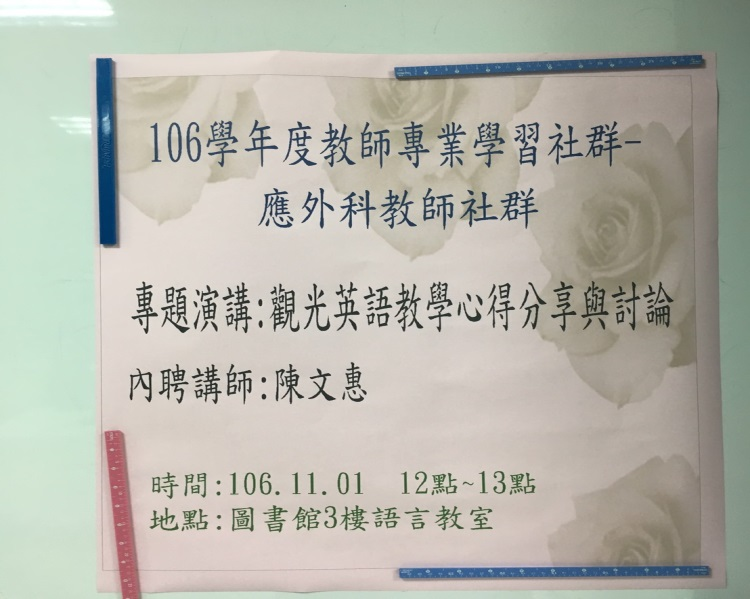 106學年度教師專業學習社群-
應外科教師社群
專題演講:觀光英語教學心得分享與討論
內聘講師:陳文惠
時間:106.11.01 12點~13點
地點:圖書館3樓語言教室